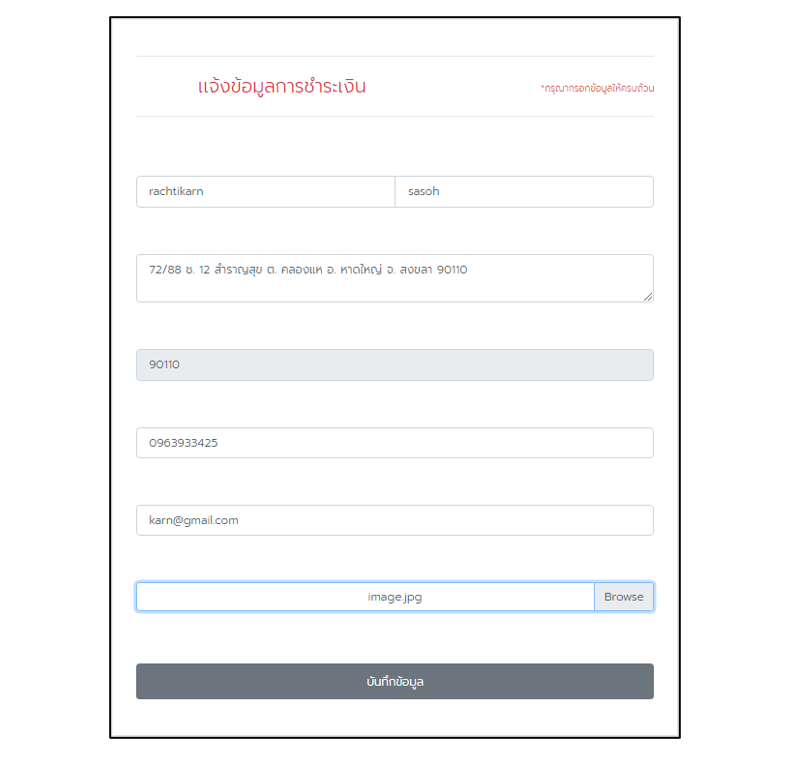 แจ้งข้อมูลการชำระเงิน
*กรุณากรอกข้อมูลให้ครบถ้วน
rachtikarn
sasoh
72/88 ซ. 12 สำราญสุข ต. คลองแห อ. หาดใหญ่ จ. สงขลา 90110
90110
0963933425
karn@gmail.com
image.jpg
Browse
บันทึกข้อมูล